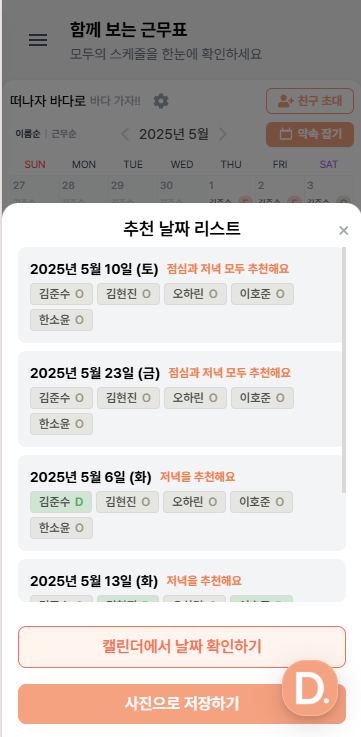 함께 보는 근무표
모두의 스케줄을 한눈에 확인하세요
떠나자 바다로 바다 가자!! 친구 초대
이름순 | 근무순 < 2025년 5월 > 약속 잡기
SUN MON TUE WED THU FRI SAT
27 28 29 30 1 2 3
추천 날짜 리스트 ×
2025년 5월 10일 (토) 점심과 저녁 모두 추천해요
김준수 O 김현진 O 오하린 O 이호준 O
한소윤 O
2025년 5월 23일 (금) 점심과 저녁 모두 추천해요
김준수 O 김현진 O 오하린 O 이호준 O
한소윤 O
2025년 5월 6일 (화) 저녁을 추천해요
김준수 D 김현진 O 오하린 O 이호준 O
한소윤 O
2025년 5월 13일 (화) 저녁을 추천해요
캘린더에서 날짜 확인하기
D.
사진으로 저장하기